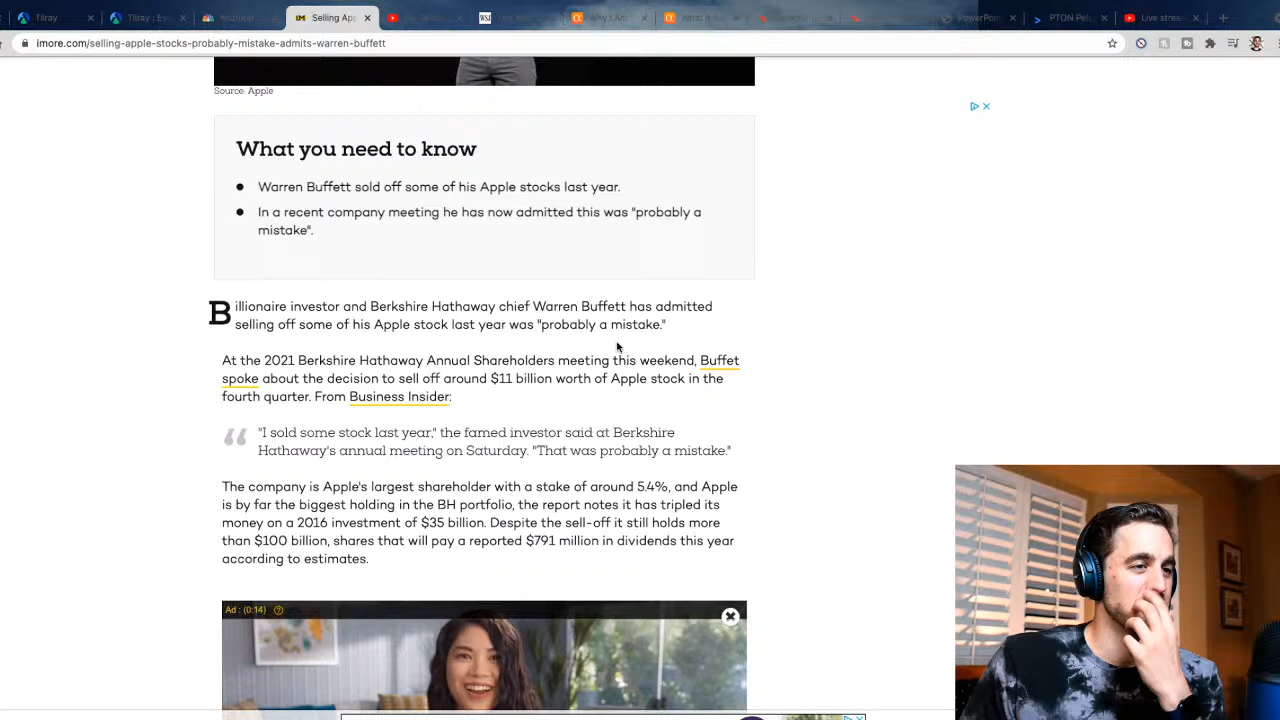 Tilray
Tilray : Ev
YouTube
Selling App
WSJ
PowerPoi
PTON Pel
Live strea
imore.com/selling-apple-stocks-probably-mistake-admits-warren-buffett
Source: Apple
What you need to know
Warren Buffett sold off some of his Apple stocks last year.
In a recent company meeting he has now admitted this was "probably a
mistake".
Billionaire investor and Berkshire Hathaway chief Warren Buffett has admitted
selling off some of his Apple stock last year was "probably a mistake."
At the 2021 Berkshire Hathaway Annual Shareholders meeting this weekend, Buffet
spoke about the decision to sell off around $11 billion worth of Apple stock in the
fourth quarter. From Business Insider:
"I sold some stock last year," the famed investor said at Berkshire
Hathaway's annual meeting on Saturday. "That was probably a mistake."
The company is Apple's largest shareholder with a stake of around 5.4%, and Apple
is by far the biggest holding in the BH portfolio, the report notes it has tripled its
money on a 2016 investment of $35 billion. Despite the sell-off it still holds more
than $100 billion, shares that will pay a reported $791 million in dividends this year
according to estimates.
Ad : (0:14)